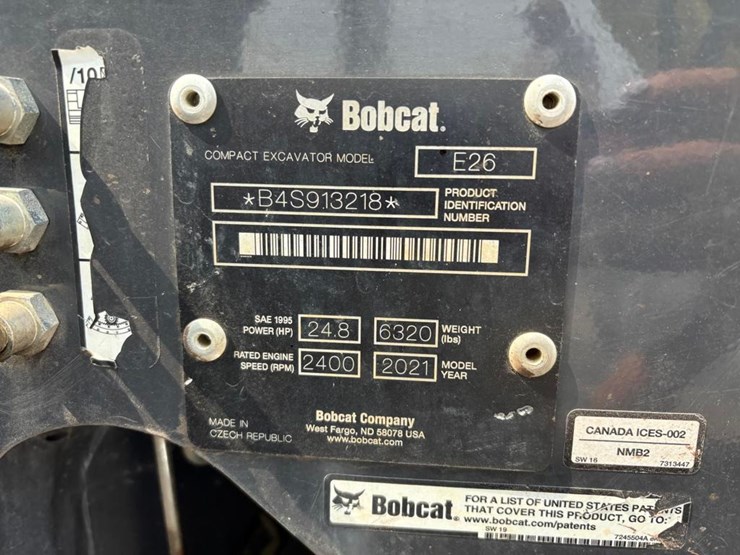 /10
Bobcat.
COMPACT EXCAVATOR MODEL: E26
*B4S913218* PRODUCT IDENTIFICATION NUMBER
SAE 1995 POWER (HP) 24.8 6320 WEIGHT (lbs)
RATED ENGINE SPEED (RPM) 2400 2021 MODEL YEAR
MADE IN
CZECH REPUBLIC
Bobcat Company
West Fargo, ND 58078 USA
www.bobcat.com
CANADA ICES-002
NMB2
SW 16 7313447
Bobcat.
FOR A LIST OF UNITED STATES
THAT COVER THIS PRODUCT, GO TO:
www.bobcat.com/patents
SW 19 7245504A